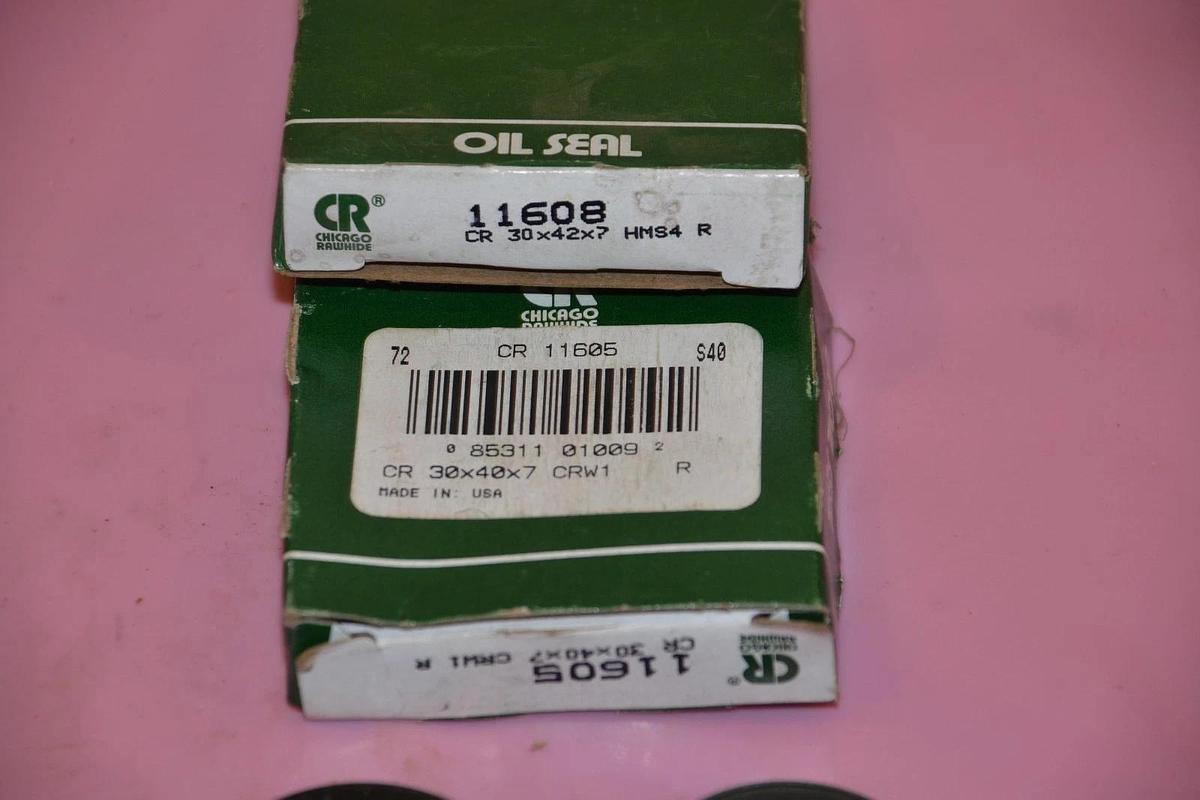 OIL SEAL
CR®
CHICAGO
RAWHIDE
11608
CR 30x42x7 HMS4 R
CR
CHICAGO
RAWHIDE
72 CR 11605 S40
0 85311 01009 2
CR 30x40x7 CRW1 R
MADE IN: USA
CR®
CHICAGO
RAWHIDE
11605
CR 30x40x7 CRW1 R